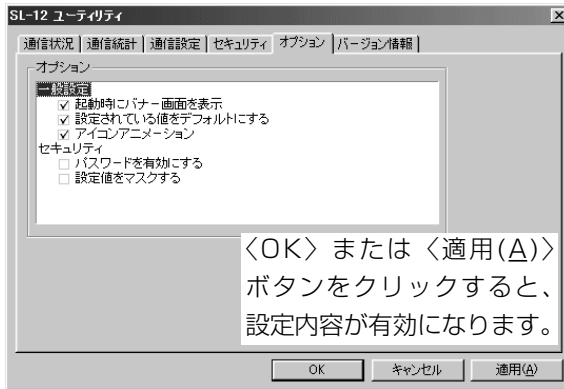 SL-12 ユーティリティ
通信状況 通信統計 通信設定 セキュリティ オプション バージョン情報
オプション
一般設定
起動時にバナー画面を表示
設定されている値をデフォルトにする
アイコンアニメーション
セキュリティ
パスワードを有効にする
設定値をマスクする
〈OK〉または〈適用(A)〉
ボタンをクリックすると、
設定内容が有効になります。
OK キャンセル 適用(A)